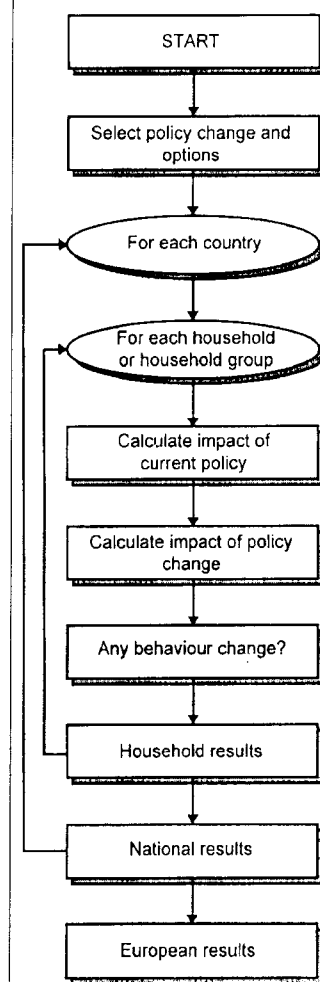 START
Select policy change and
options
For each country
For each household
or household group
Calculate impact of
current policy
Calculate impact of policy
change
Any behaviour change?
Household results
National results
European results